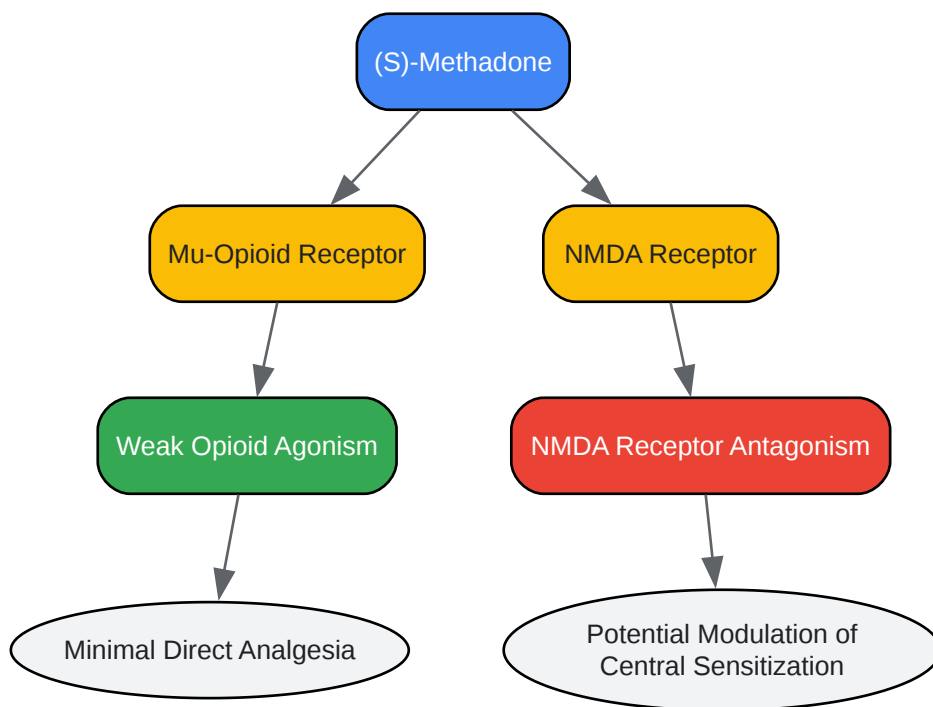 (S)-Methadone
Mu-Opioid Receptor
NMDA Receptor
Weak Opioid Agonism
NMDA Receptor Antagonism
Minimal Direct Analgesia
Potential Modulation of
Central Sensitization